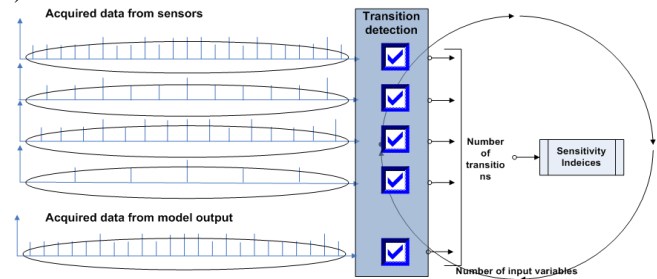 Acquired data from sensors
Transition
detection
Number
of
transitio
ns
Sensitivity
Indeices
Acquired data from model output
Number of input variables